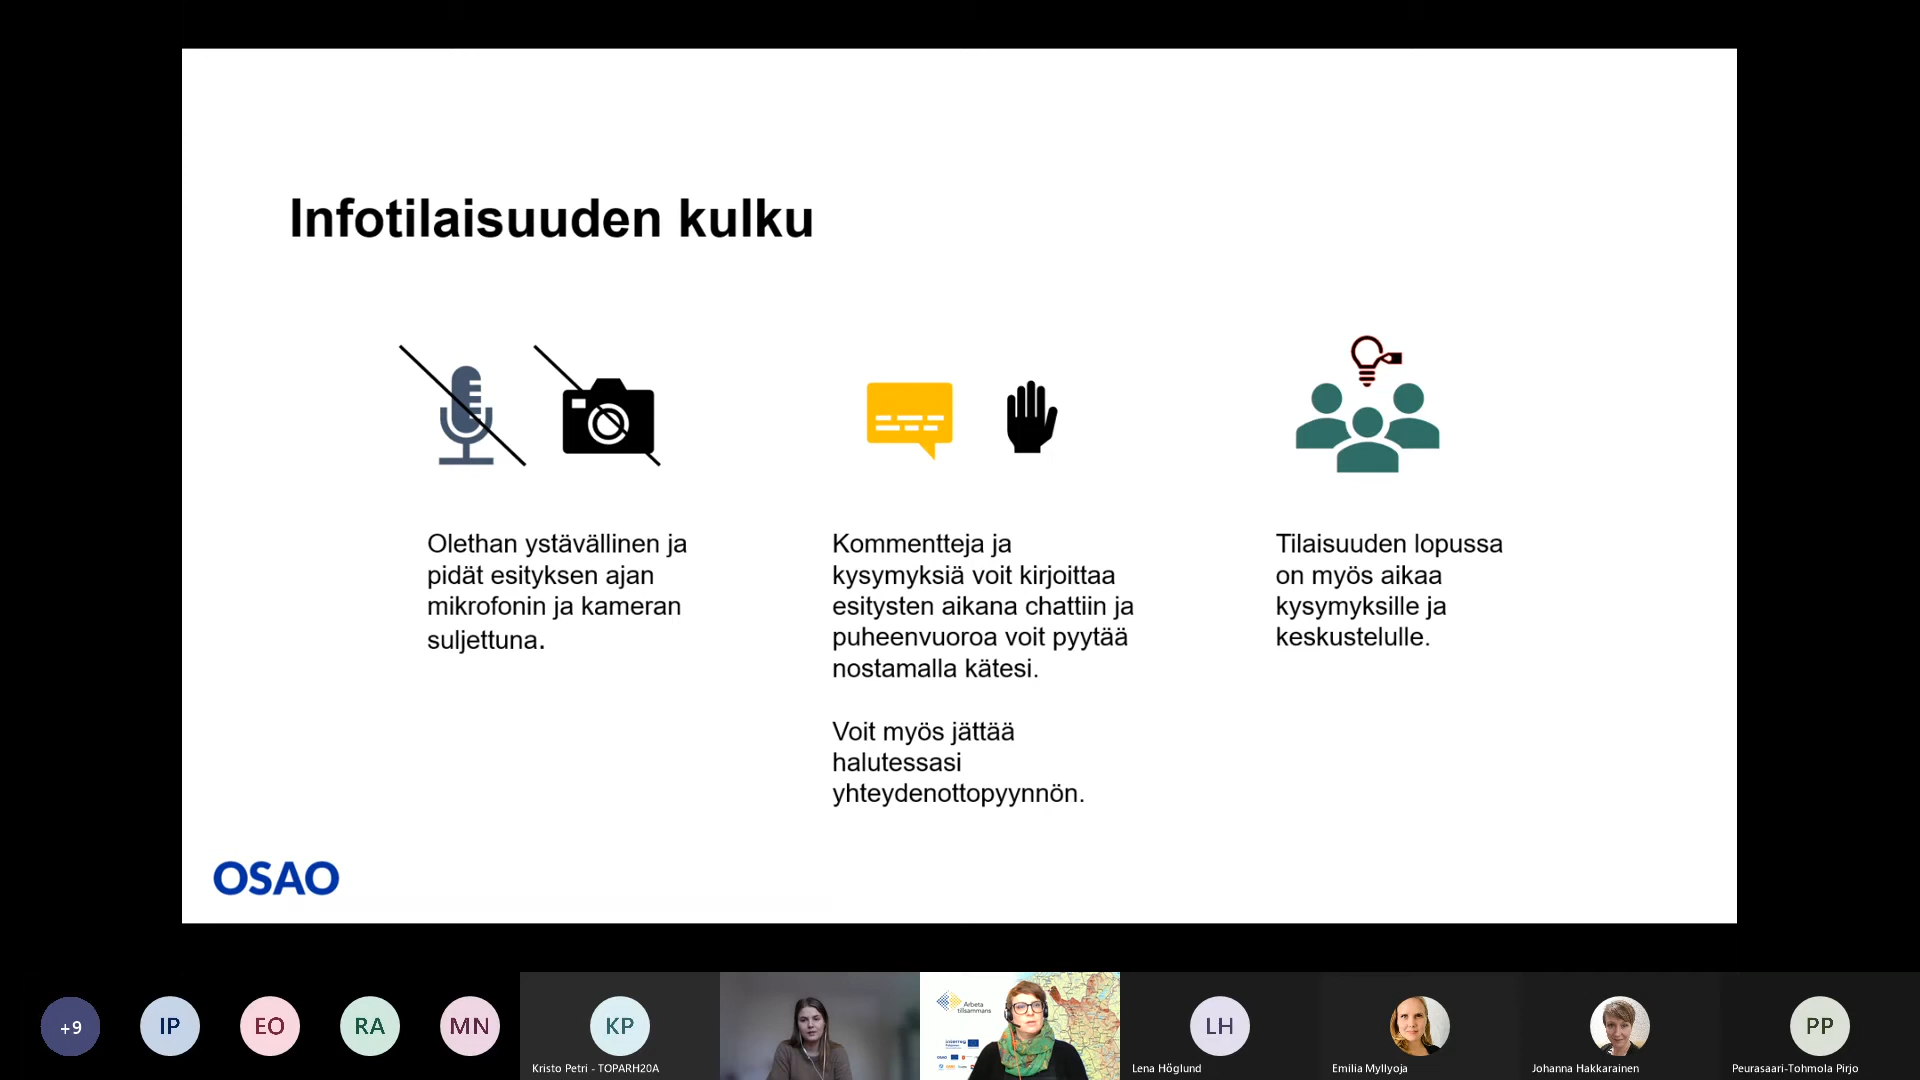 Infotilaisuuden kulku
Olethan ystävällinen ja
pidät esityksen ajan
mikrofonin ja kameran
suljettuna.
Kommentteja ja
kysymyksiä voit kirjoittaa
esitysten aikana chattiin ja
puheenvuoroa voit pyytää
nostamalla kätesi.
Voit myös jättää
halutessasi
yhteydenottopyynnön.
Tilaisuuden lopussa
on myös aikaa
kysymyksille ja
keskustelulle.
OSAO
+9
IP
EO
RA
MN
KP
Kristo Petri - TOPARH20A
Arbeta
tillsammans
Interreg
LH
Lena Höglund
Emilia Myllyoja
Johanna Hakkarainen
PP
Peurasaari-Tohmola Pirjo